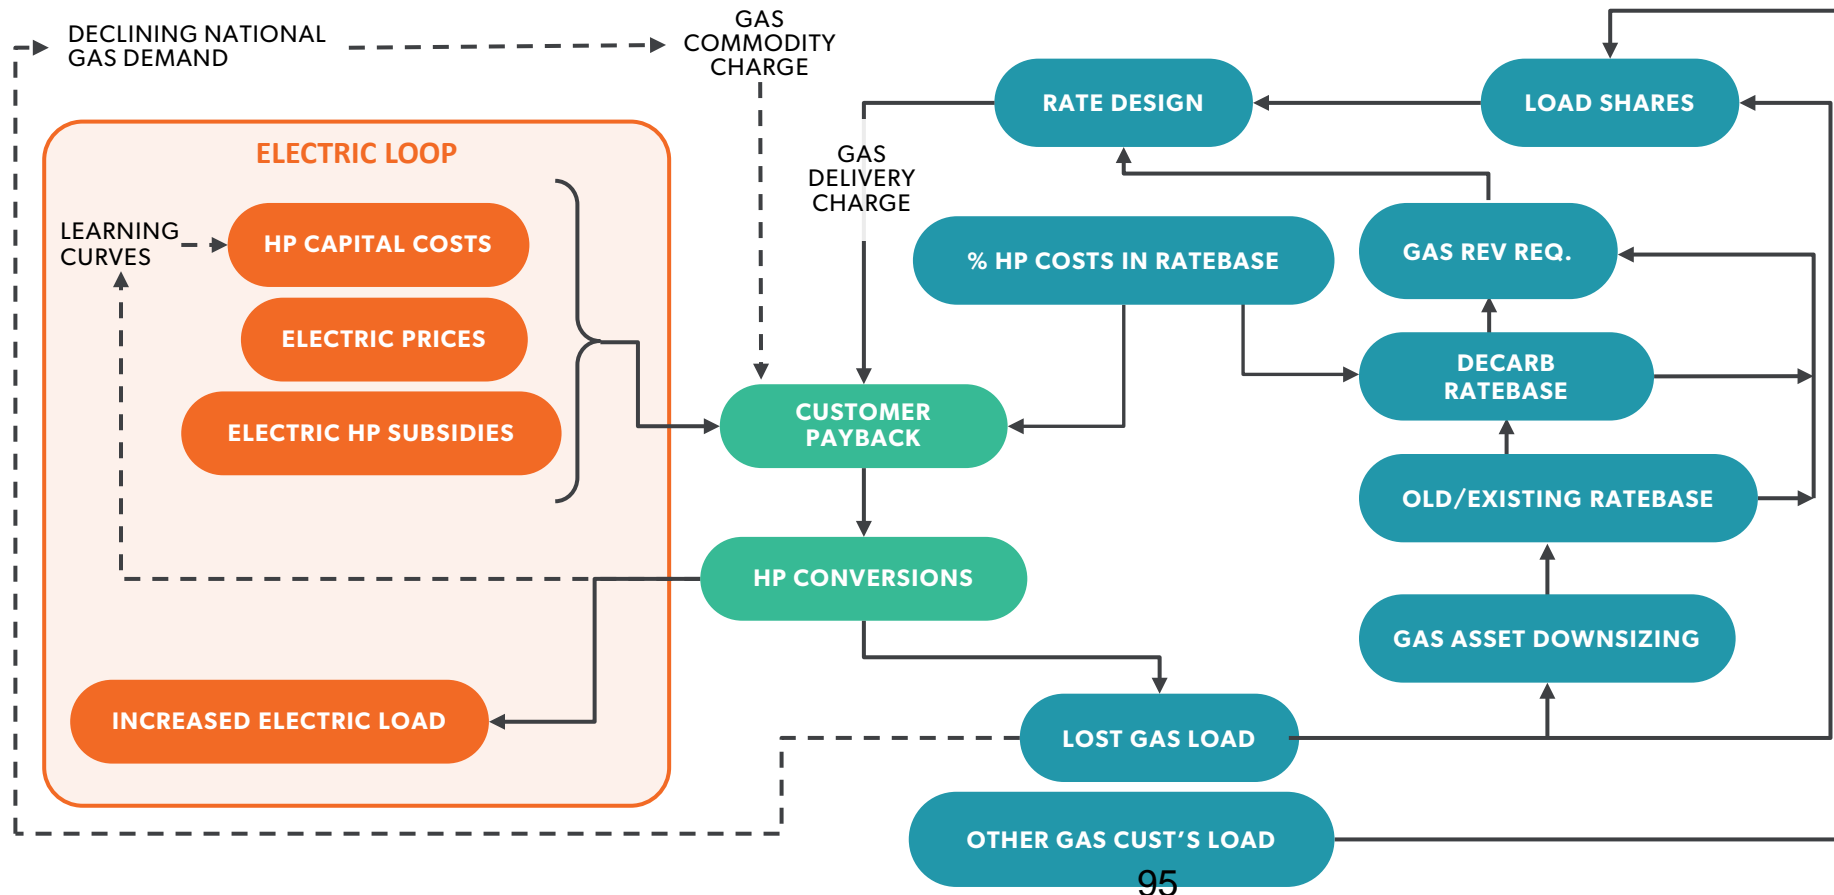 DECLINING NATIONAL
GAS DEMAND
GAS
COMMODITY
CHARGE
RATE DESIGN
LOAD SHARES
ELECTRIC LOOP
GAS
DELIVERY
CHARGE
LEARNING
CURVES
HP CAPITAL COSTS
% HP COSTS IN RATEBASE
GAS REV REQ.
ELECTRIC PRICES
DECARB
RATEBASE
ELECTRIC HP SUBSIDIES
CUSTOMER
PAYBACK
OLD/EXISTING RATEBASE
HP CONVERSIONS
GAS ASSET DOWNSIZING
INCREASED ELECTRIC LOAD
LOST GAS LOAD
OTHER GAS CUST’S LOAD
95